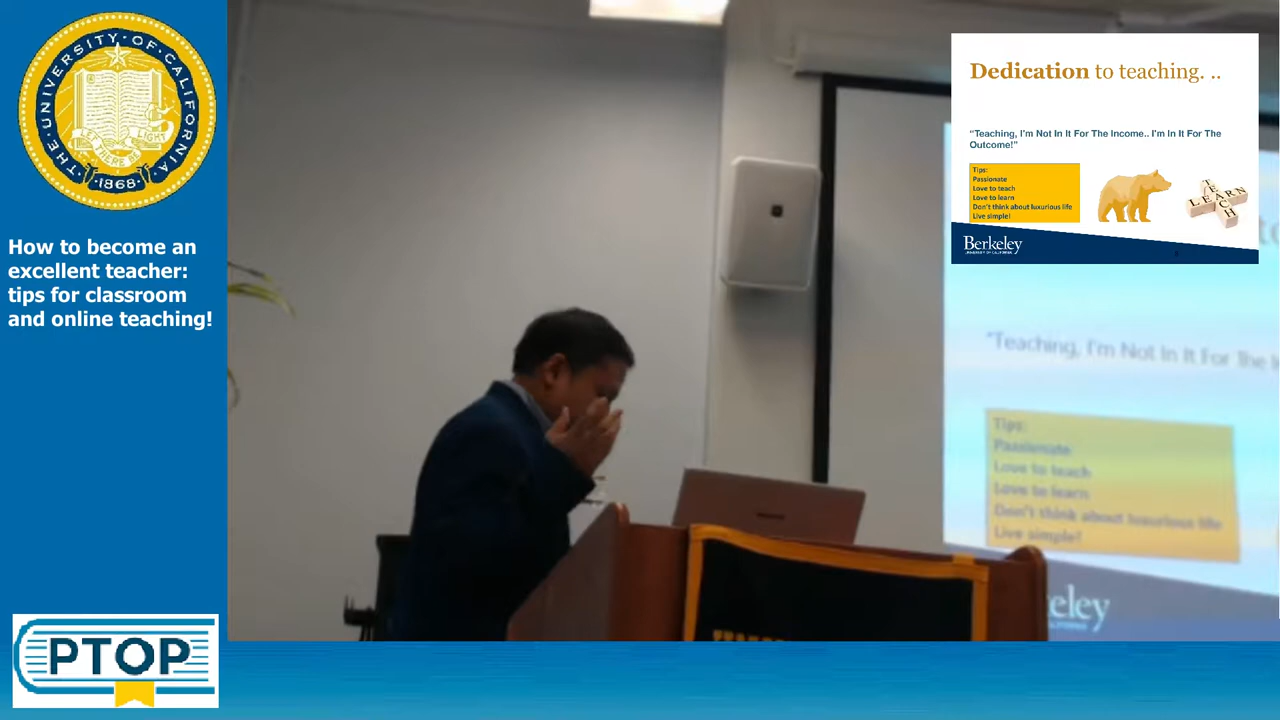 THE UNIVERSITY OF CALIFORNIA
LET THERE BE LIGHT
1868
How to become an
excellent teacher:
tips for classroom
and online teaching!
PTOP
Dedication to teaching. ..
“Teaching, I'm Not In It For The Income.. I'm In It For The
Outcome!”
Tips:
Passionate
Love to teach
Love to learn
Don't think about luxurious life
Live simple!
TEACH
LEARN
Berkeley
UNIVERSITY OF CALIFORNIA
"Teaching, I'm Not In It For The
Tips:
Passionate
Love to teach
Love to learn
Don't think about luxurious life
Live simple!
eley